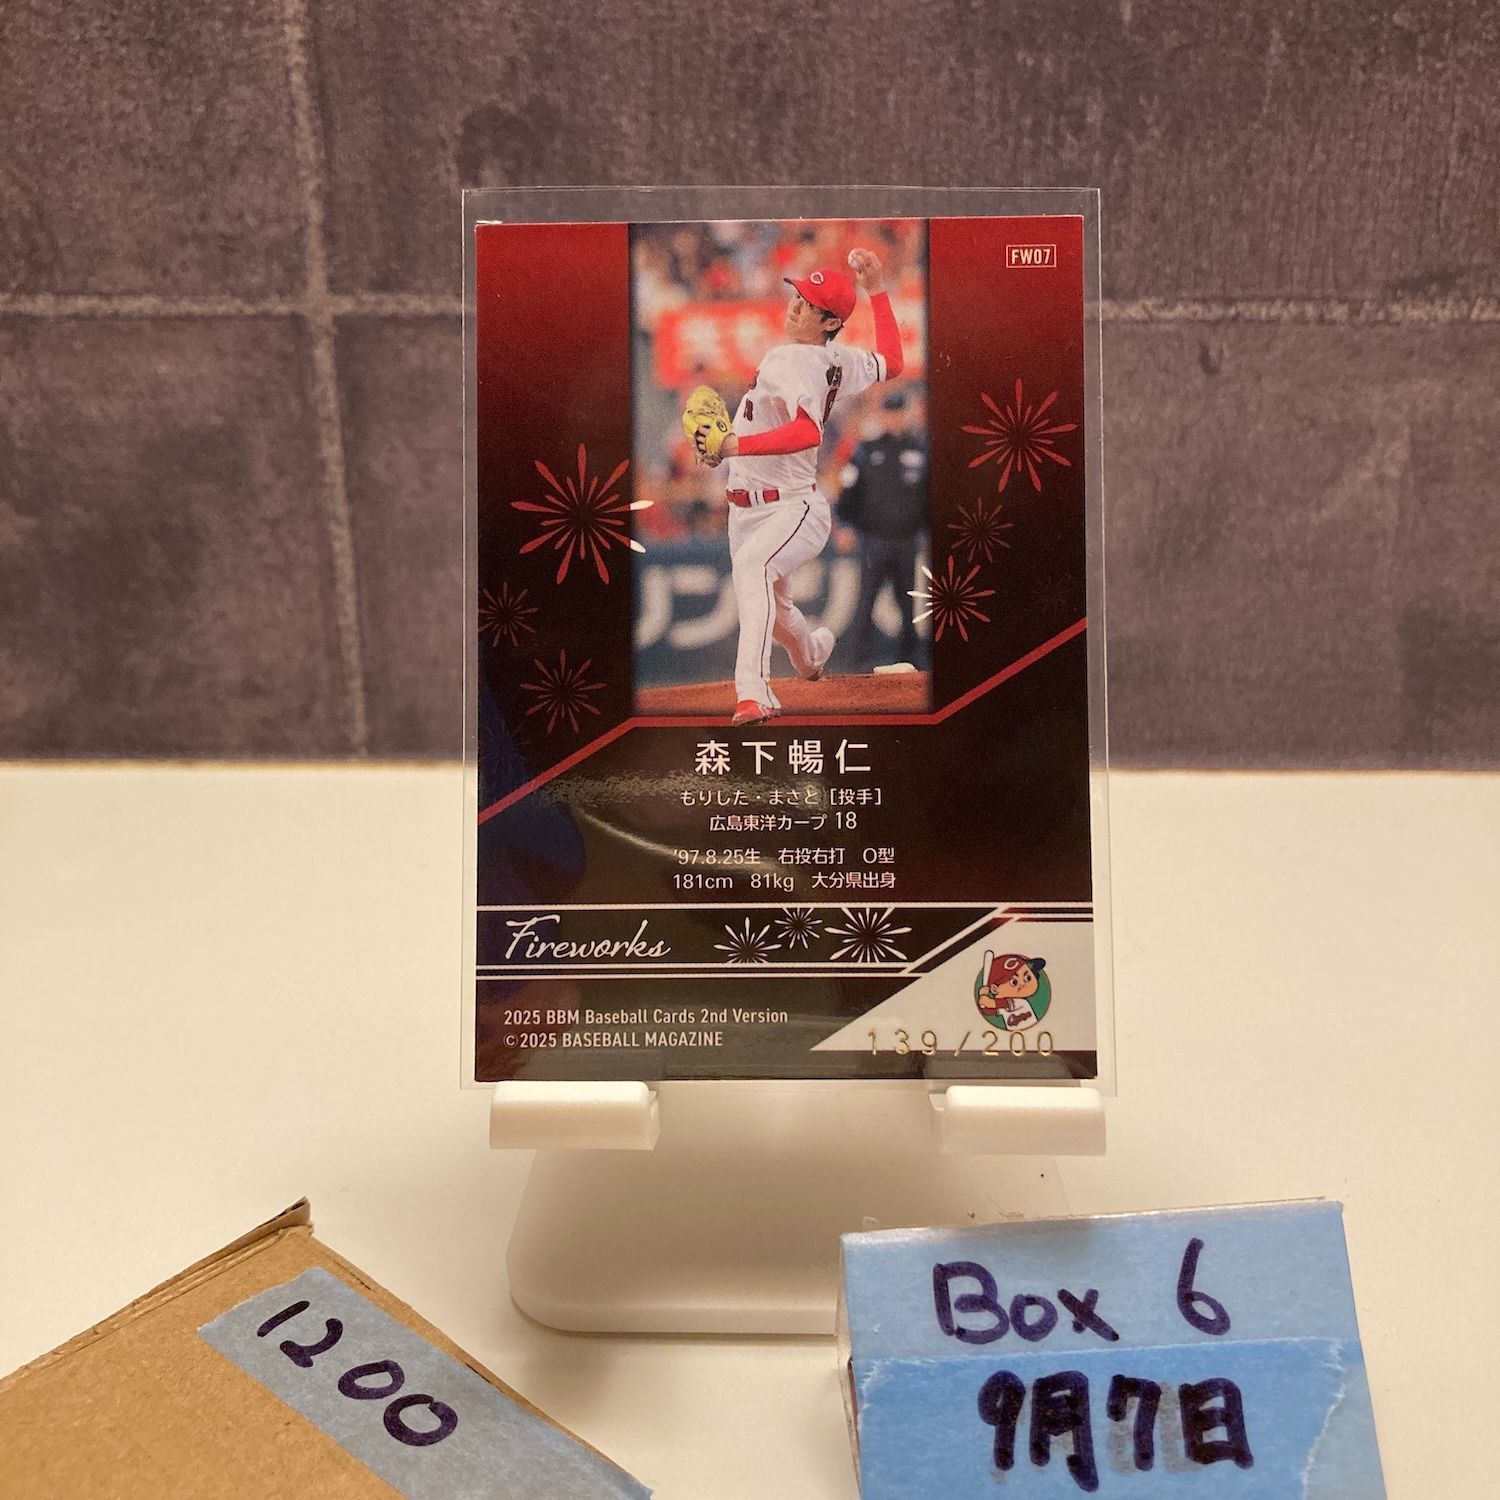 FW07
森下暢仁
もりした・まさと [投手]
広島東洋カープ 18
'97.8.25生 右投右打 O型
181cm 81kg 大分県出身
Fireworks
2025 BBM Baseball Cards 2nd Version
©2025 BASEBALL MAGAZINE
139/200
1200
Box 6
9月7日